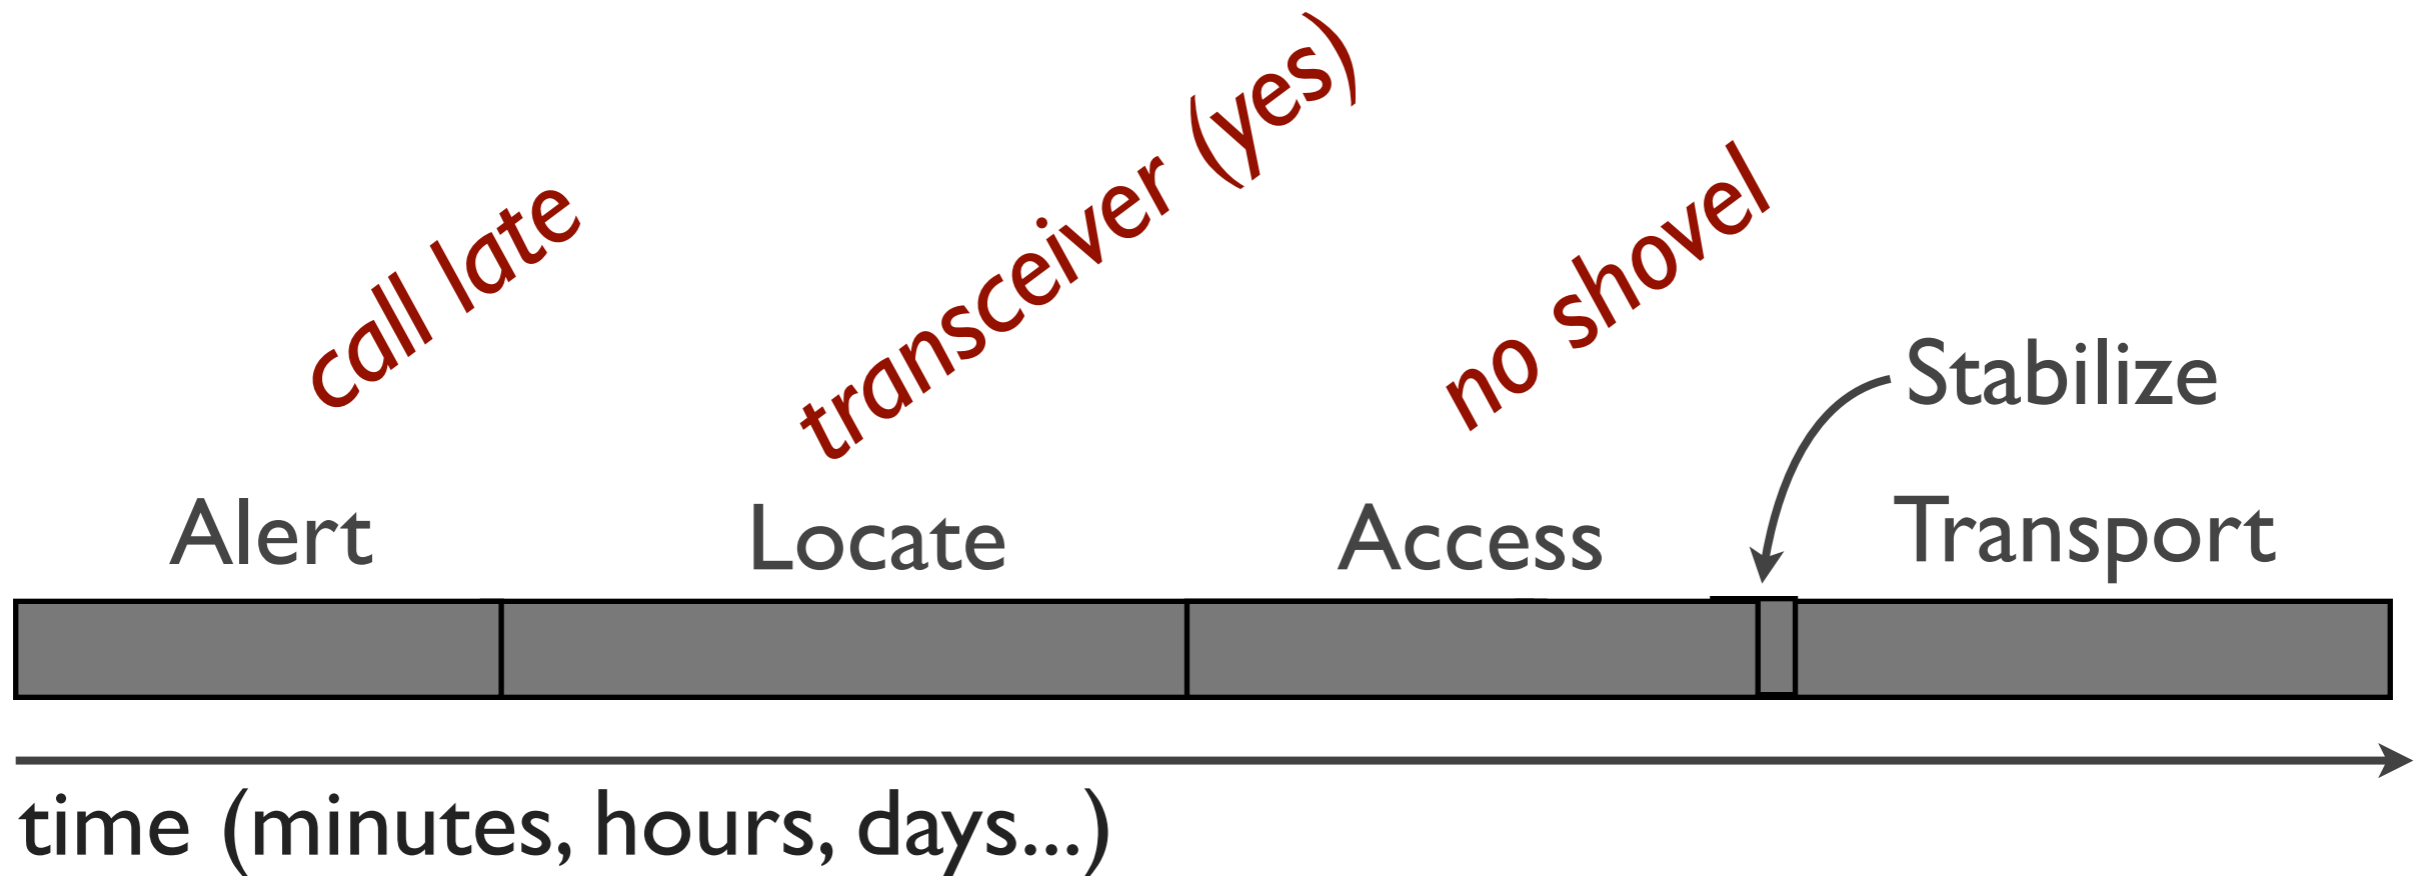 call late
transceiver (yes)
no shovel
Stabilize
Alert
Locate
Access
Transport
time (minutes, hours, days...)